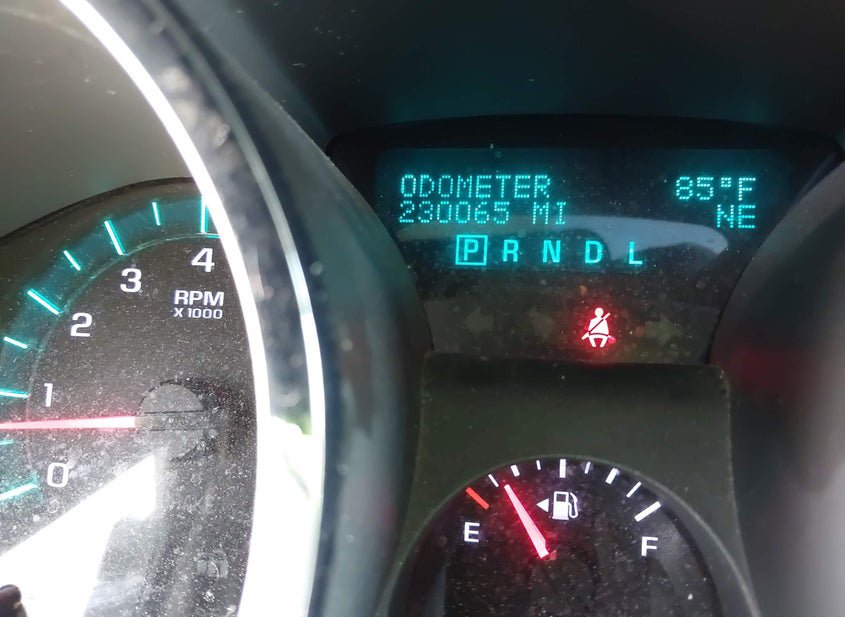 ODOMETER 85°F
230065 MI NE
P R N D L
4
3
RPM
X1000
2
1
0
E F